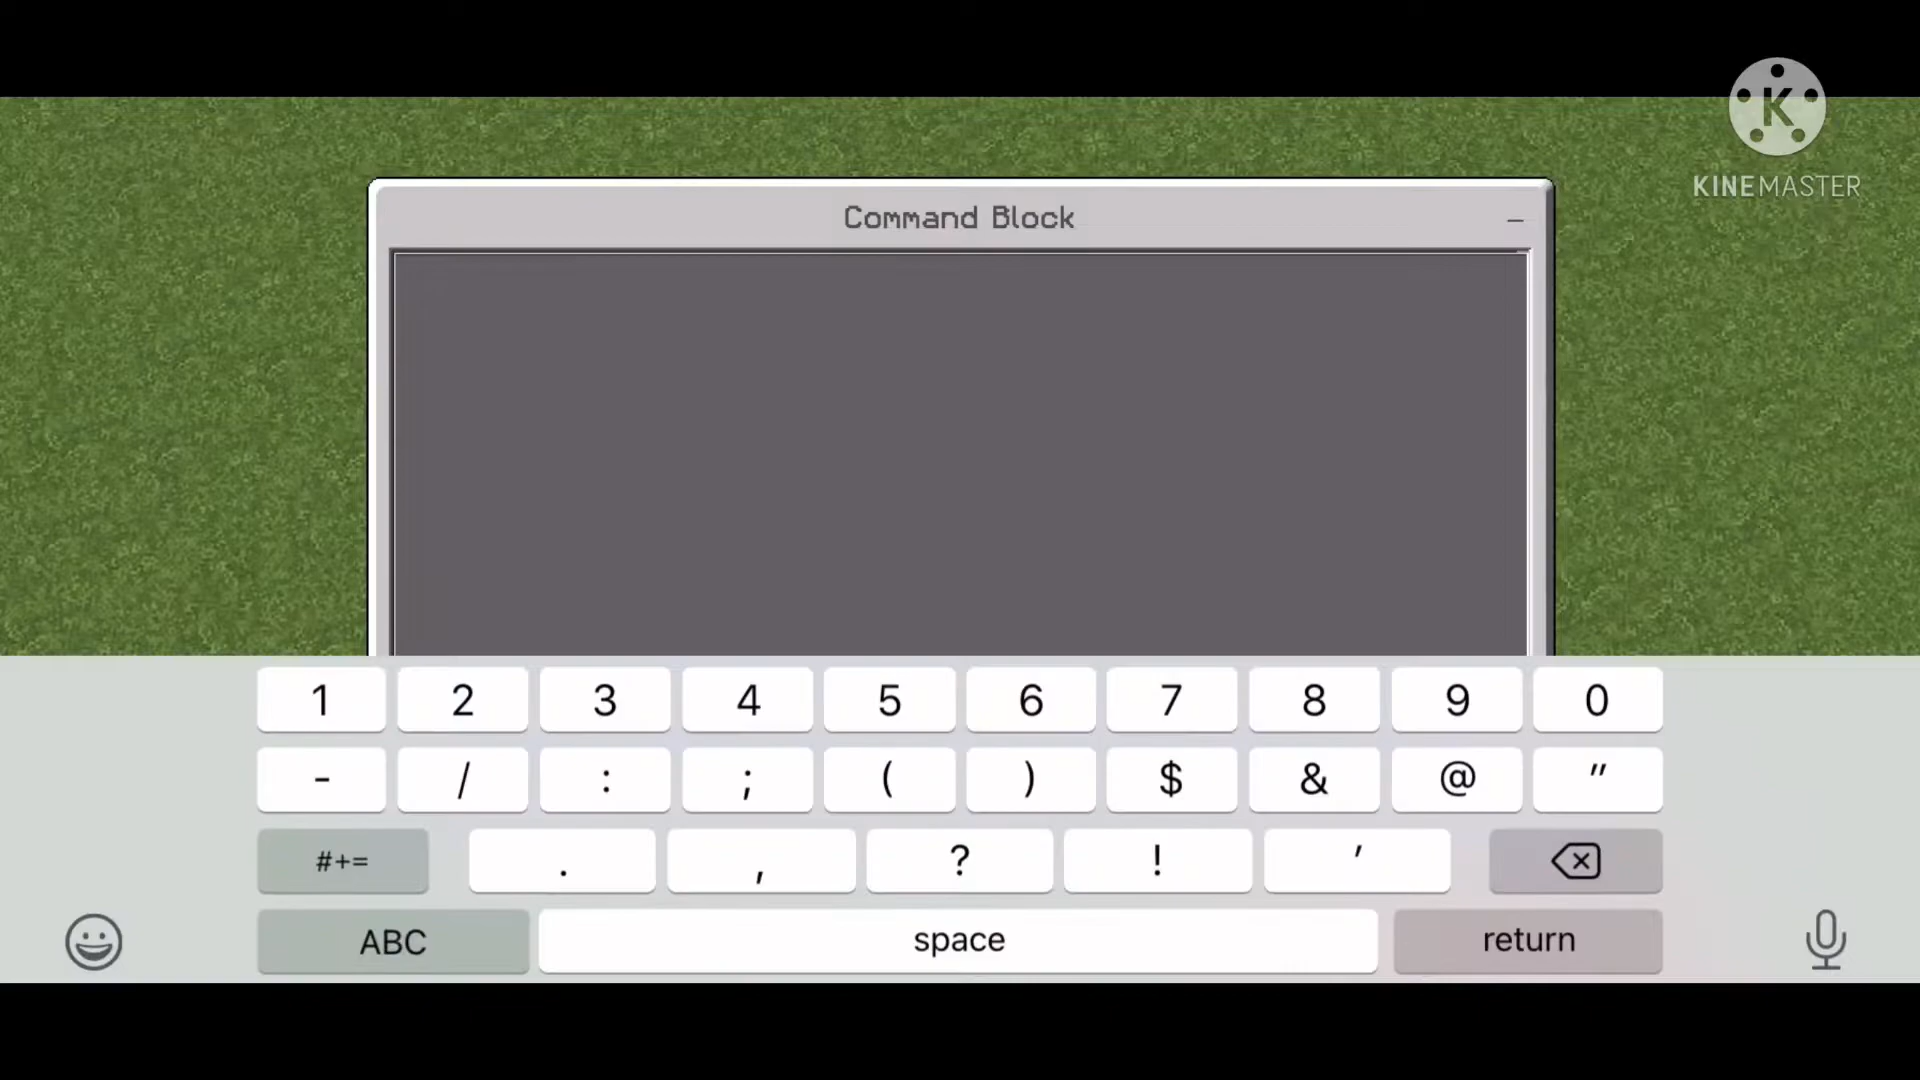 K
KINEMASTER
Command Block
1 2 3 4 5 6 7 8 9 0
- / : ; ( ) $ & @ "
#+= . , ? ! '
ABC space return